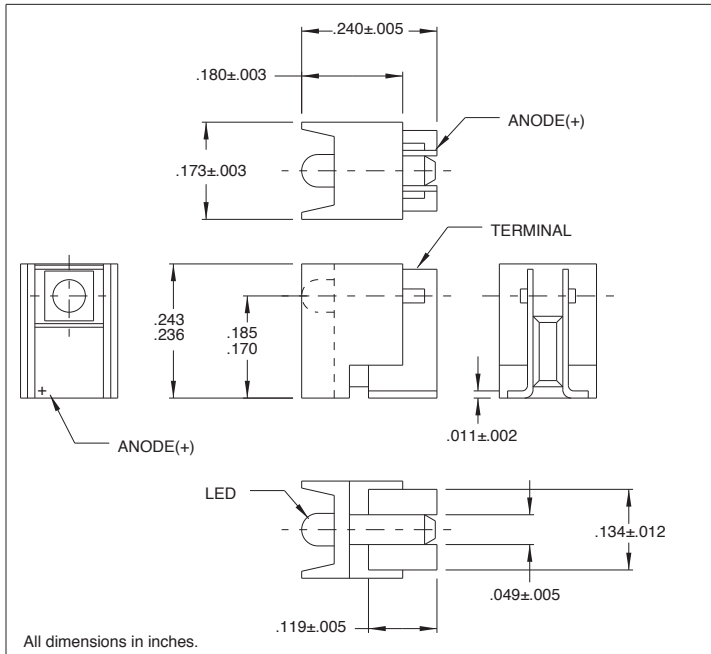 .240±.005
.180±.003
ANODE(+)
.173±.003
TERMINAL
.243
.236
.185
.170
+
.011±.002
ANODE(+)
LED
.134±.012
.049±.005
.119±.005
All dimensions in inches.